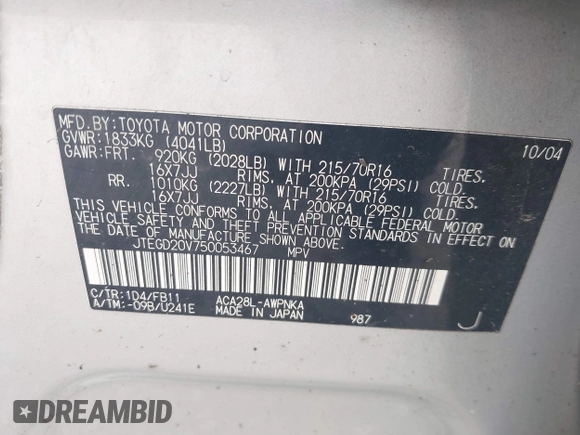 MFD.BY:TOYOTA MOTOR CORPORATION 10/04
GVWR:1833KG (4041LB)
GAWR:FRT. 920KG (2028LB) WITH 215/70R16 TIRES.
16X7JJ RIMS. AT 200KPA (29PSI) COLD.
RR. 1010KG (2227LB) WITH 215/70R16 TIRES.
16X7JJ RIMS. AT 200KPA (29PSI) COLD.
THIS VEHICLE CONFORMS TO ALL APPLICABLE FEDERAL MOTOR
VEHICLE SAFETY AND THEFT PREVENTION STANDARDS IN EFFECT ON
THE DATE OF MANUFACTURE SHOWN ABOVE.
JTEGD20V750053467 MPV
C/TR:1D4/FB11 ACA28L-AWPNKA
A/TM:-09B/U241E MADE IN JAPAN 987 J
DREAMBID